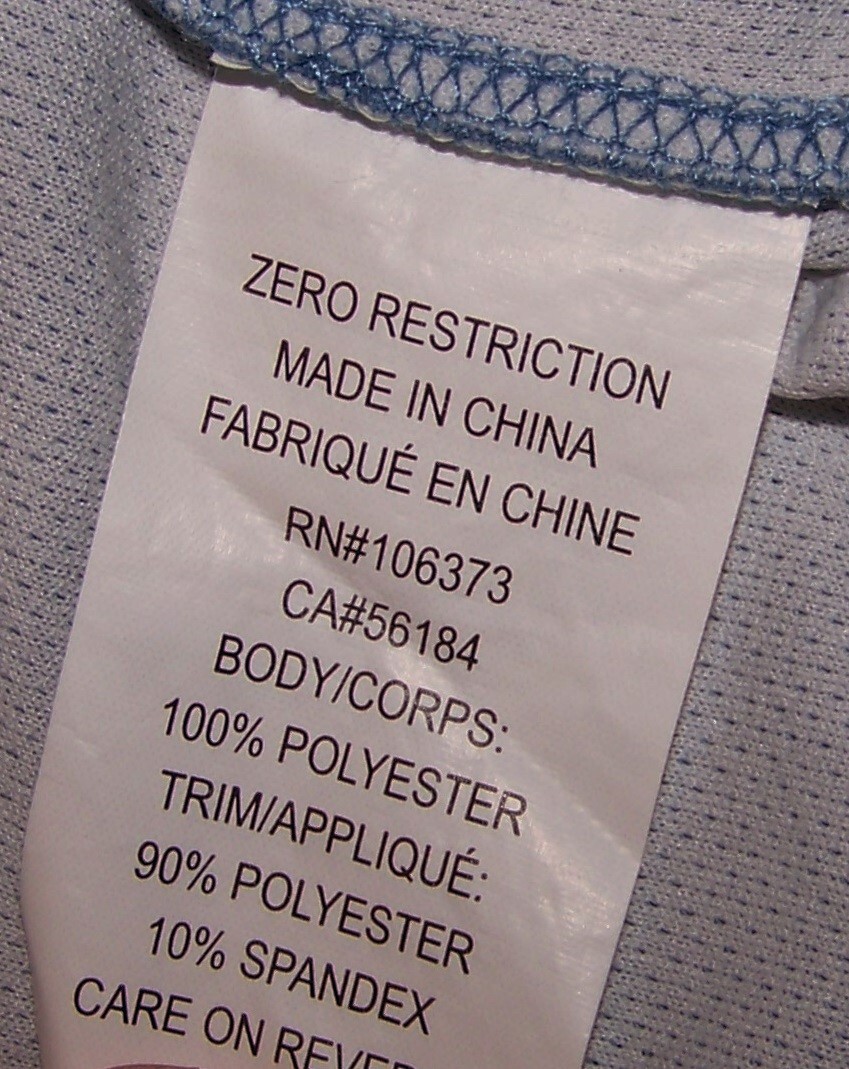 ZERO RESTRICTION
MADE IN CHINA
FABRIQUÉ EN CHINE
RN#106373
CA#56184
BODY/CORPS:
100% POLYESTER
TRIM/APPLIQUÉ:
90% POLYESTER
10% SPANDEX
CARE ON